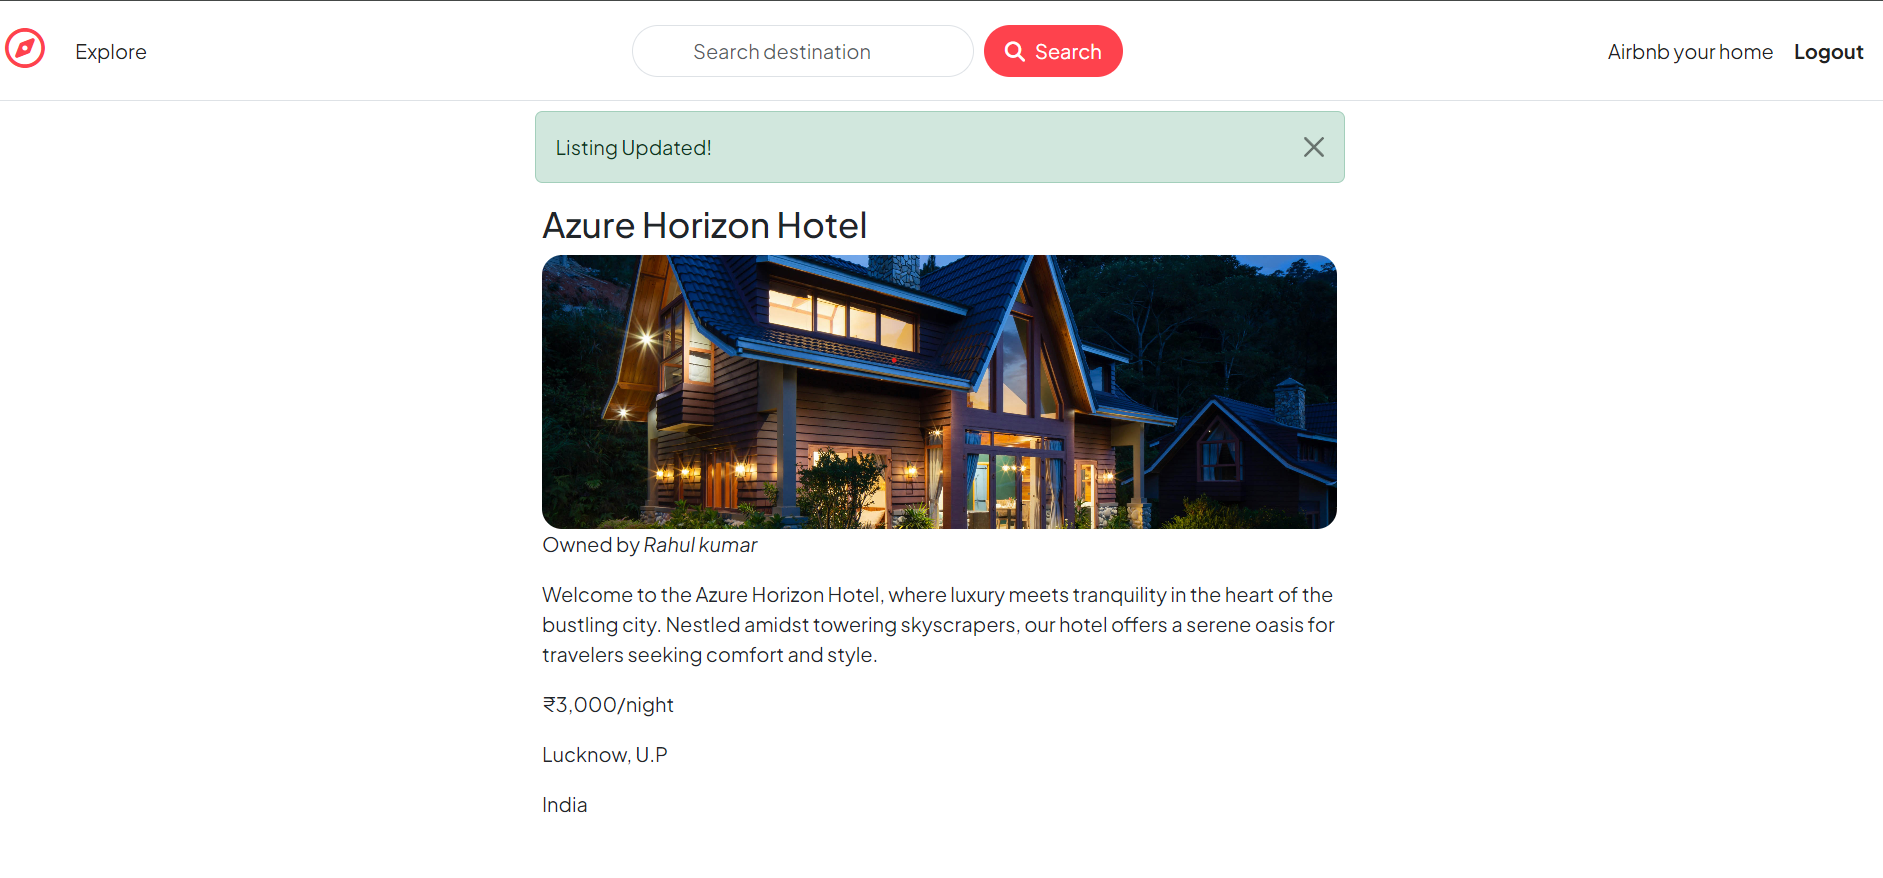 Explore
Search destination
Search
Airbnb your home
Logout
Listing Updated!
Azure Horizon Hotel
Owned by Rahul kumar
Welcome to the Azure Horizon Hotel, where luxury meets tranquility in the heart of the
bustling city. Nestled amidst towering skyscrapers, our hotel offers a serene oasis for
travelers seeking comfort and style.
₹3,000/night
Lucknow, U.P
India